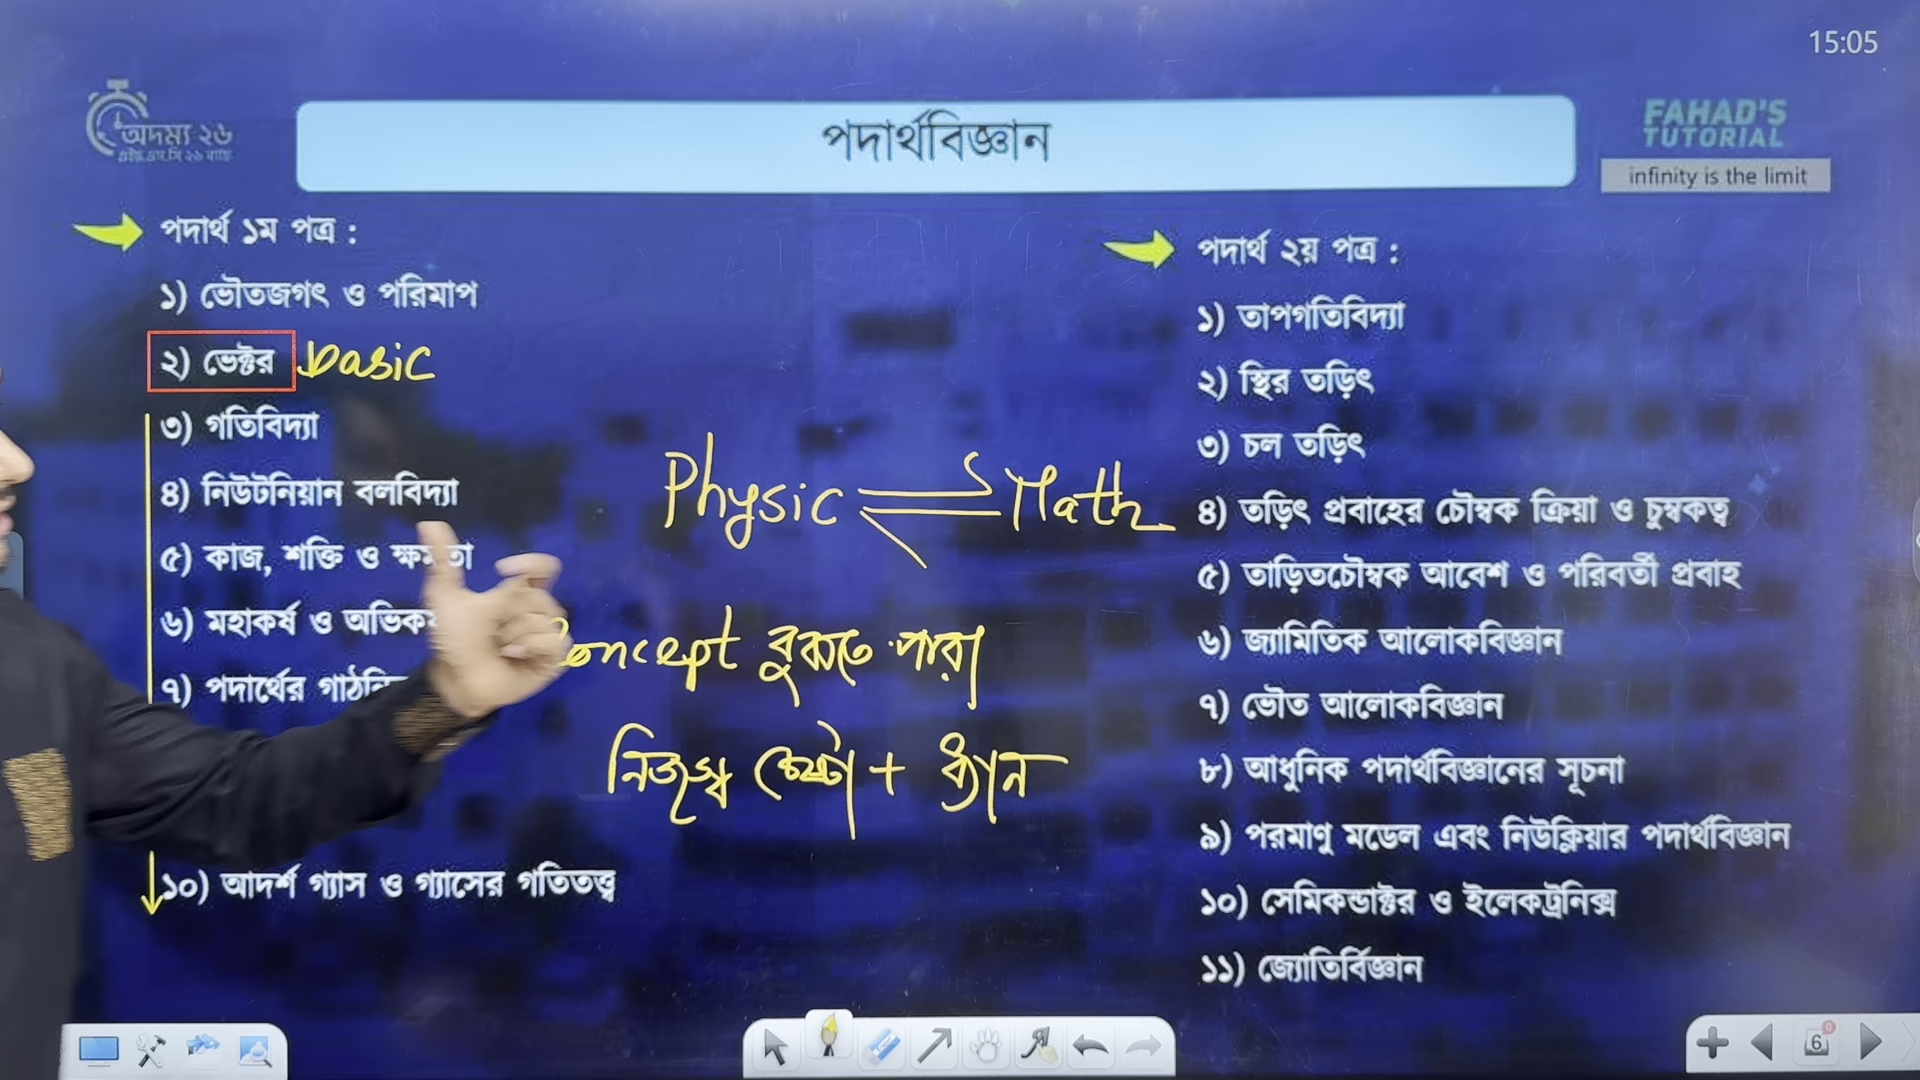 15:05
অদম্য ২৬
এইচ.এস.সি ২৬ ব্যাচ
পদার্থবিজ্ঞান
FAHAD'S
TUTORIAL
infinity is the limit
পদার্থ ১ম পত্র :
১) ভৌতজগৎ ও পরিমাপ
২) ভেক্টর basic
৩) গতিবিদ্যা
৪) নিউটনিয়ান বলবিদ্যা
৫) কাজ, শক্তি ও ক্ষমতা
৬) মহাকর্ষ ও
৭) পদার্থের
১০) আদর্শ গ্যাস ও গ্যাসের গতিতত্ত্ব
Physic ⇌ Math
Concept বুঝতে পারা
নিজস্ব চেষ্টা + ধ্যান
পদার্থ ২য় পত্র :
১) তাপগতিবিদ্যা
২) স্থির তড়িৎ
৩) চল তড়িৎ
৪) তড়িৎ প্রবাহের চৌম্বক ক্রিয়া ও চুম্বকত্ব
৫) তাড়িতচৌম্বক আবেশ ও পরিবর্তী প্রবাহ
৬) জ্যামিতিক আলোকবিজ্ঞান
৭) ভৌত আলোকবিজ্ঞান
৮) আধুনিক পদার্থবিজ্ঞানের সূচনা
৯) পরমাণু মডেল এবং নিউক্লিয়ার পদার্থবিজ্ঞান
১০) সেমিকন্ডাক্টর ও ইলেকট্রনিক্স
১১) জ্যোতির্বিজ্ঞান
6